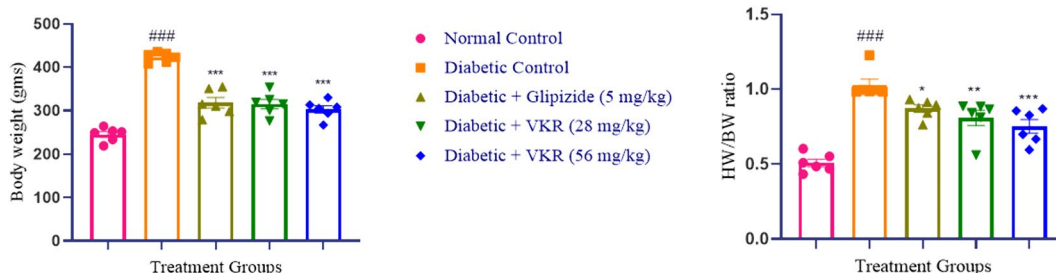 500
400
300
200
100
0
Body weight (gms)
###
***
***
***
Treatment Groups
Normal Control
Diabetic Control
Diabetic + Glipizide (5 mg/kg)
Diabetic + VKR (28 mg/kg)
Diabetic + VKR (56 mg/kg)
1.5
1.0
0.5
0.0
HW/BW ratio
###
*
**
***
Treatment Groups